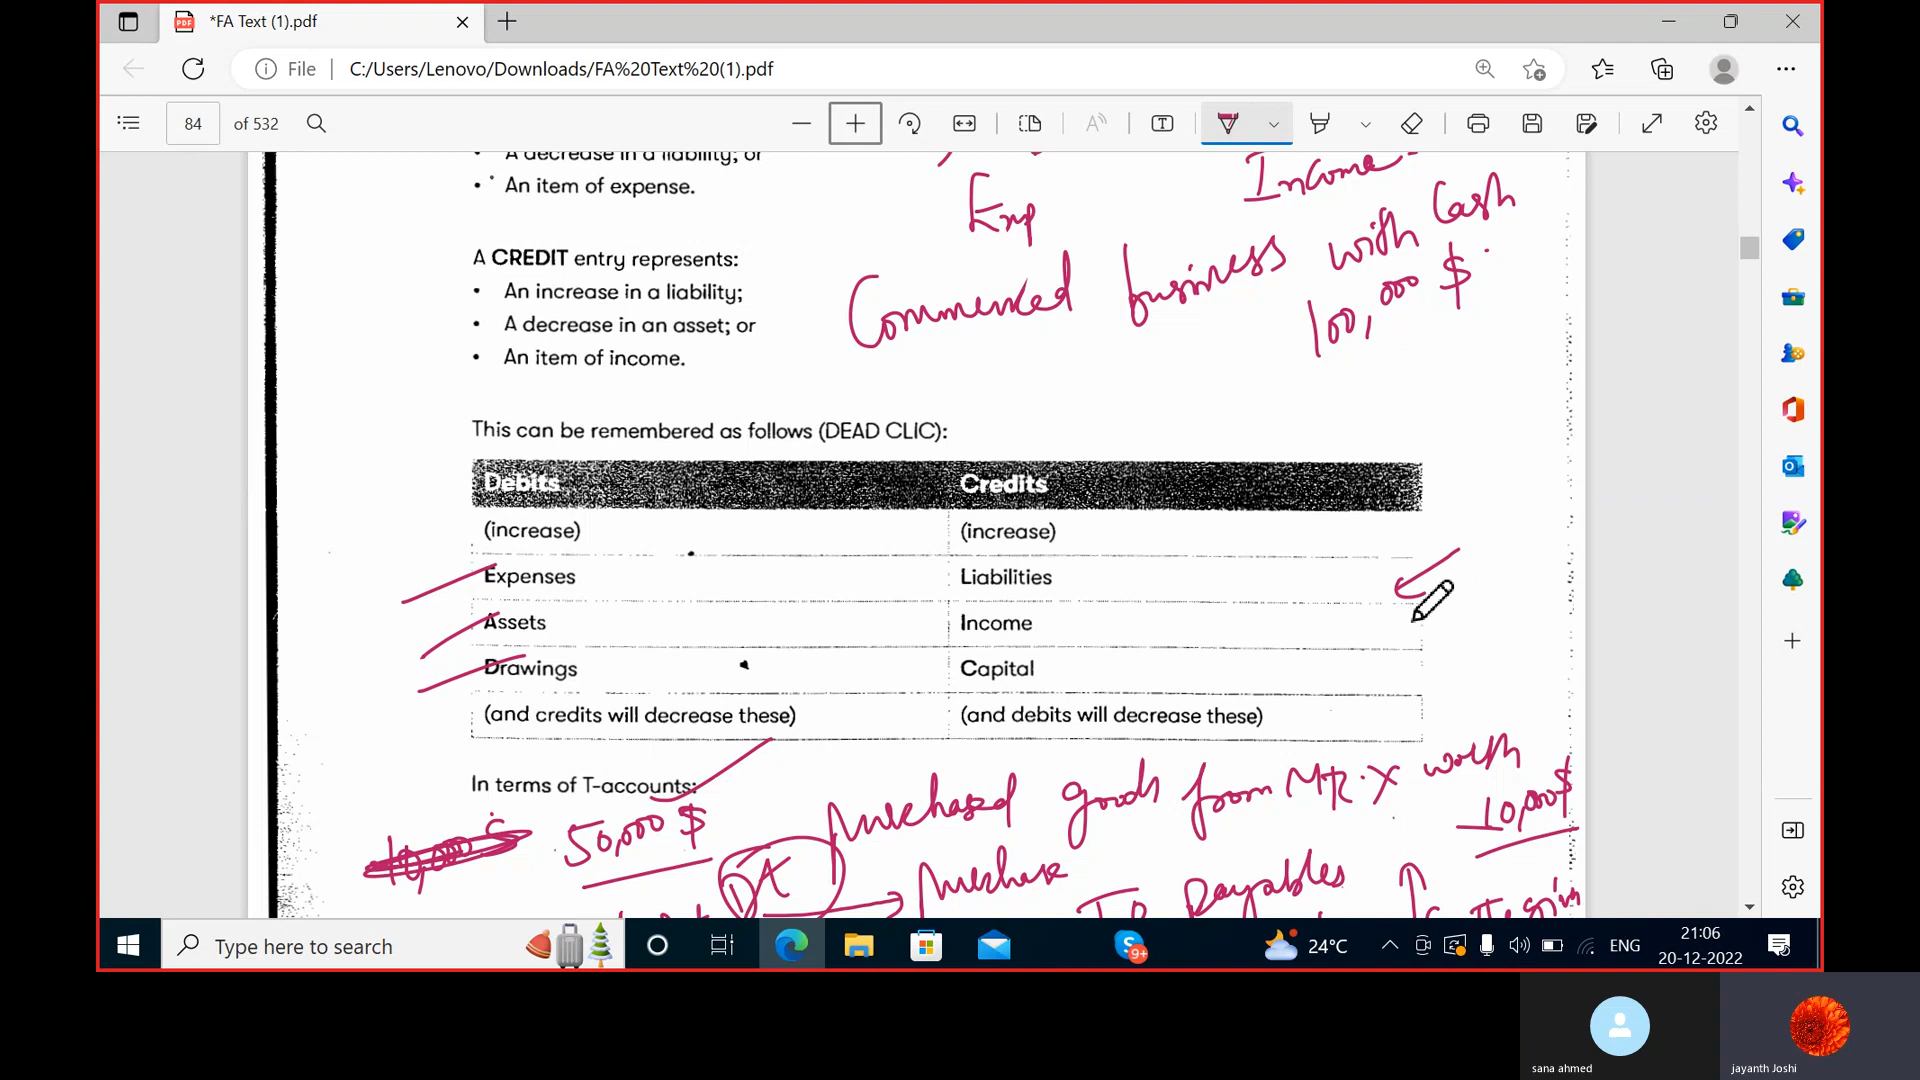 *FA Text (1).pdf
File C:/Users/Lenovo/Downloads/FA%20Text%20(1).pdf
84 of 532
A decrease in a liability; or
An item of expense.
Exp
Income
A CREDIT entry represents:
An increase in a liability;
A decrease in an asset; or
An item of income.
Commenced business with Cash
100,000 $
This can be remembered as follows (DEAD CLIC):
Debits Credits
(increase) (increase)
Expenses Liabilities
Assets Income
Drawings Capital
(and credits will decrease these) (and debits will decrease these)
In terms of T-accounts:
Purchased goods from MR.X worth
10,000$
50,000 $
Purchase
To payables
Type here to search
9+
24°C
ENG
21:06
20-12-2022
sana ahmed
jayanth Joshi